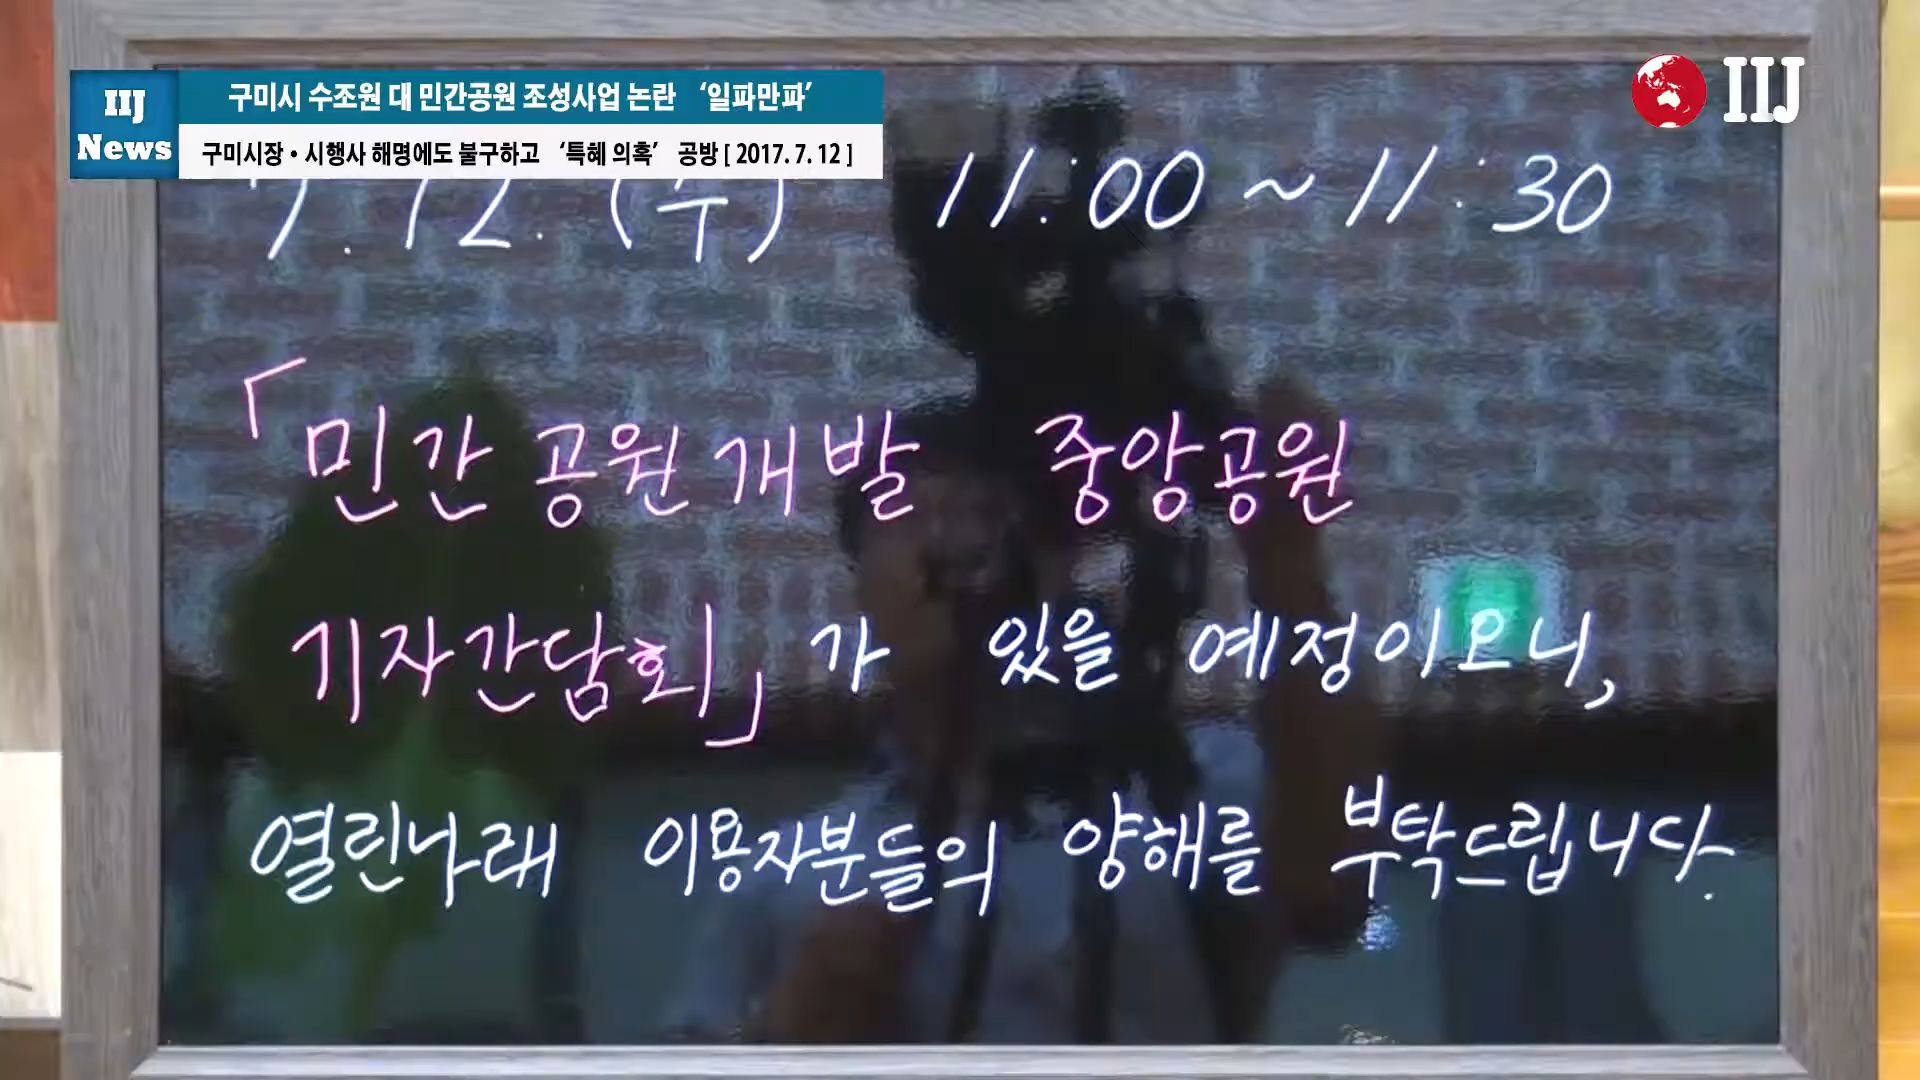 구미시 수조원 대 민간공원 조성사업 논란 ‘일파만파’
IIJ
News
구미시장·시행사 해명에도 불구하고 ‘특혜 의혹’ 공방 [ 2017. 7. 12 ]
IIJ
7. 12. (수) 11:00 ~ 11:30
「민간 공원 개발 중앙공원
기자간담회」가 있을 예정이오니,
열린나래 이용자분들의 양해를 부탁드립니다.